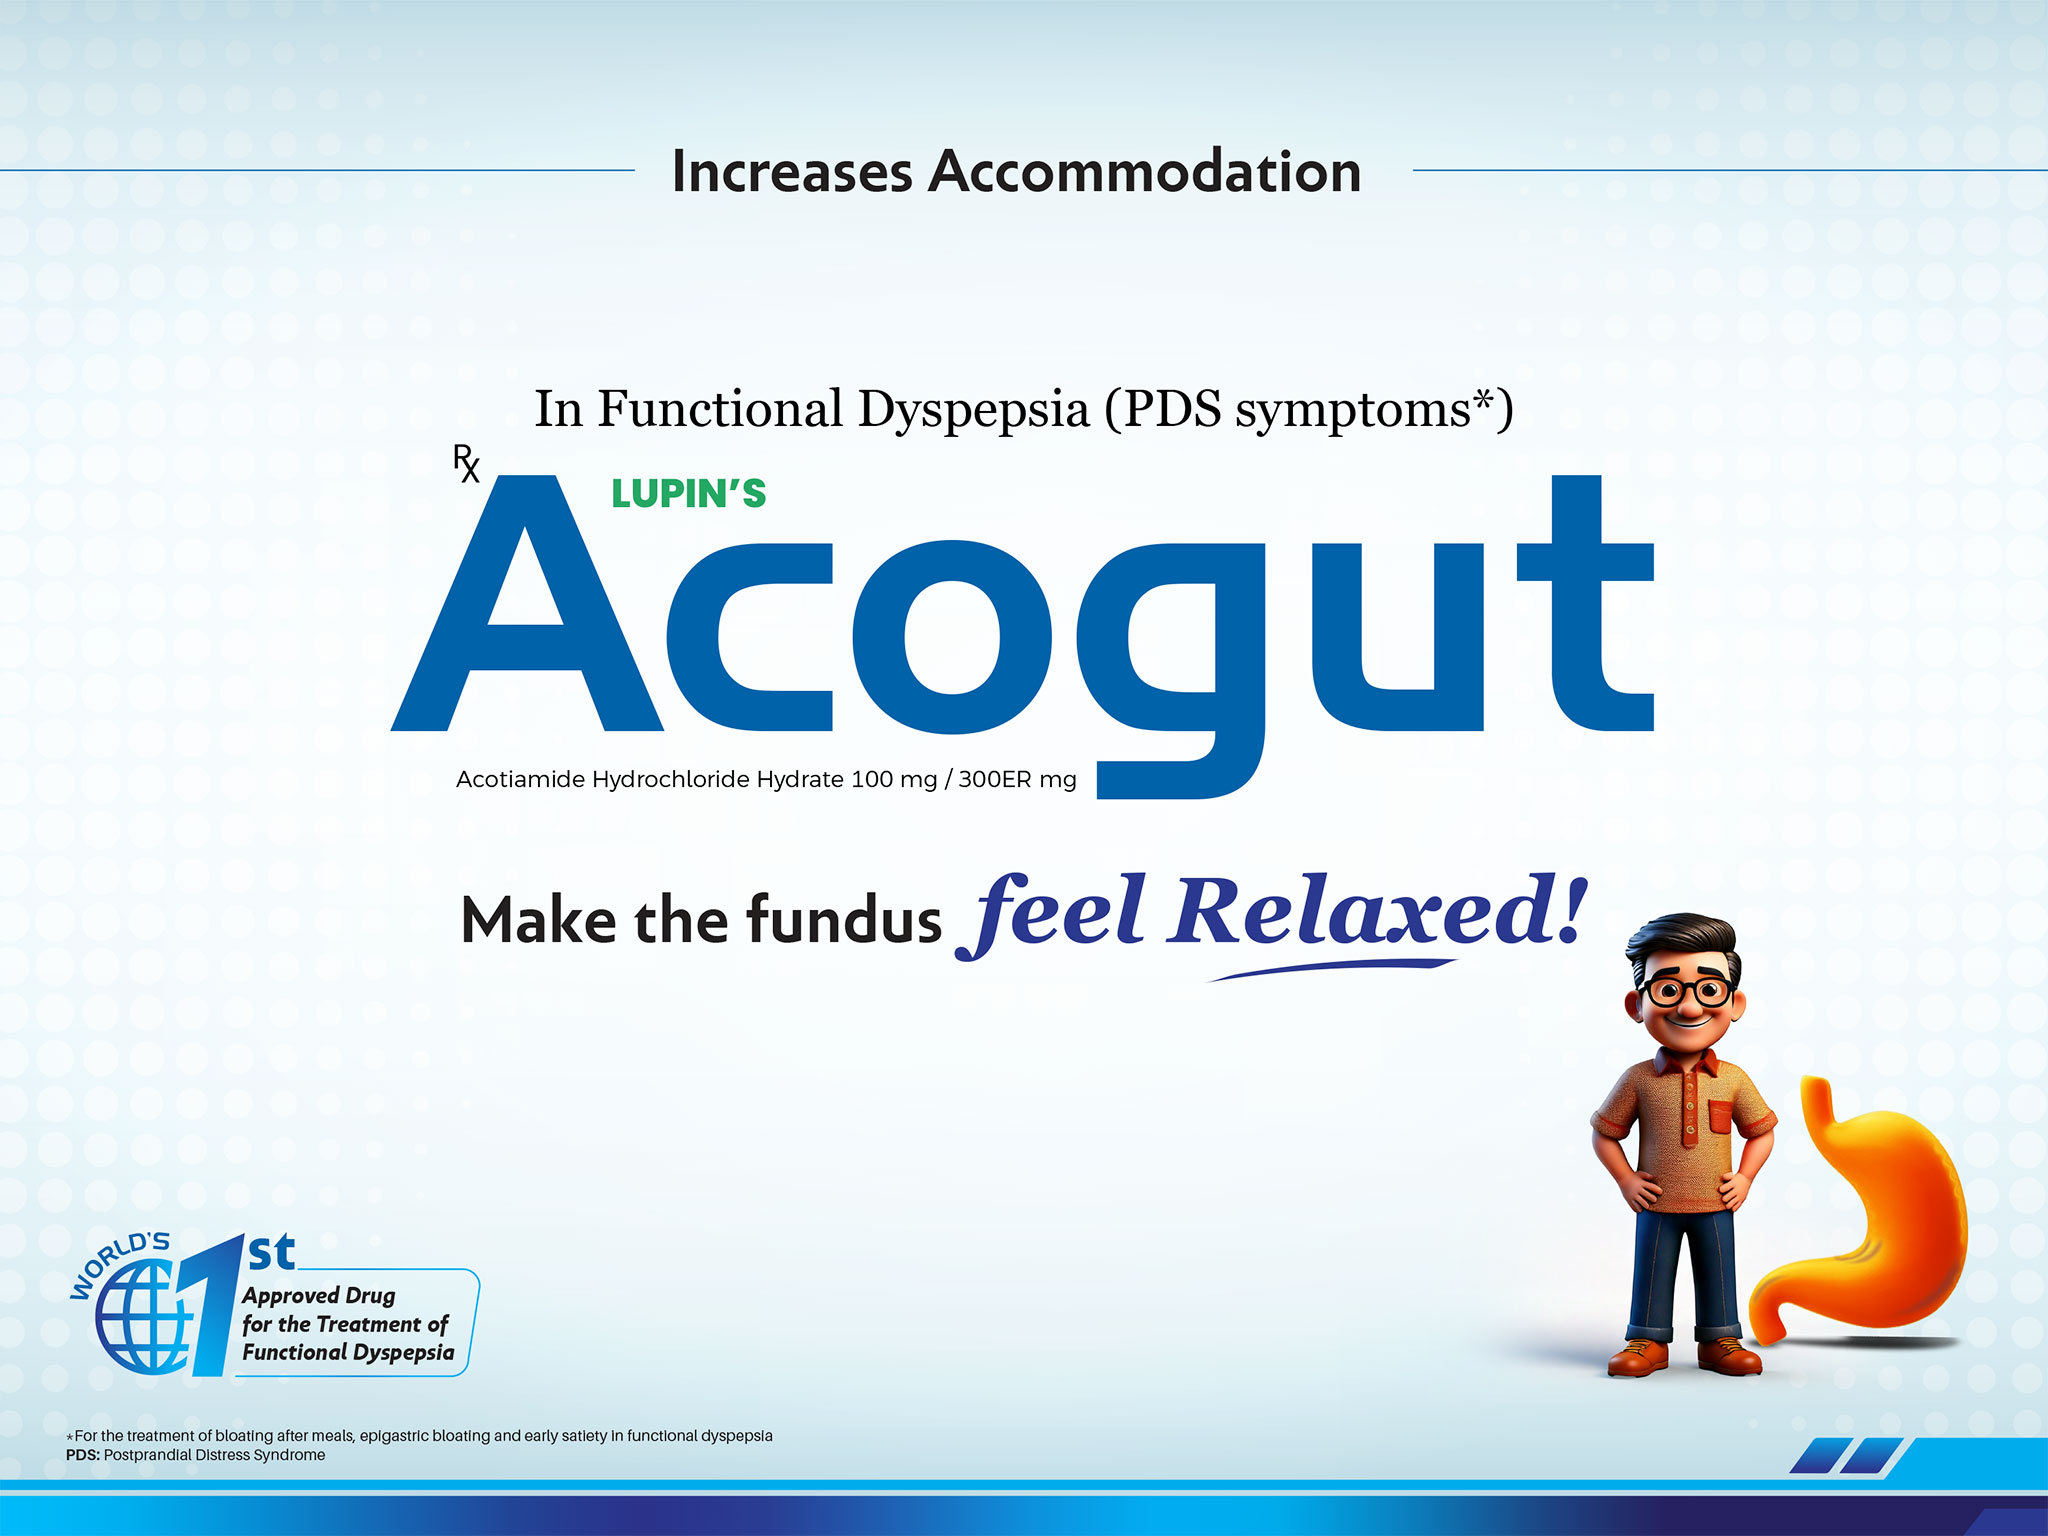 Increases Accommodation
In Functional Dyspepsia (PDS symptoms*)
Rx
LUPIN'S
Acogut
Acotiamide Hydrochloride Hydrate 100 mg / 300ER mg
Make the fundus feel Relaxed!
WORLD'S 1st
Approved Drug
for the Treatment of
Functional Dyspepsia
*For the treatment of bloating after meals, epigastric bloating and early satiety in functional dyspepsia
PDS: Postprandial Distress Syndrome